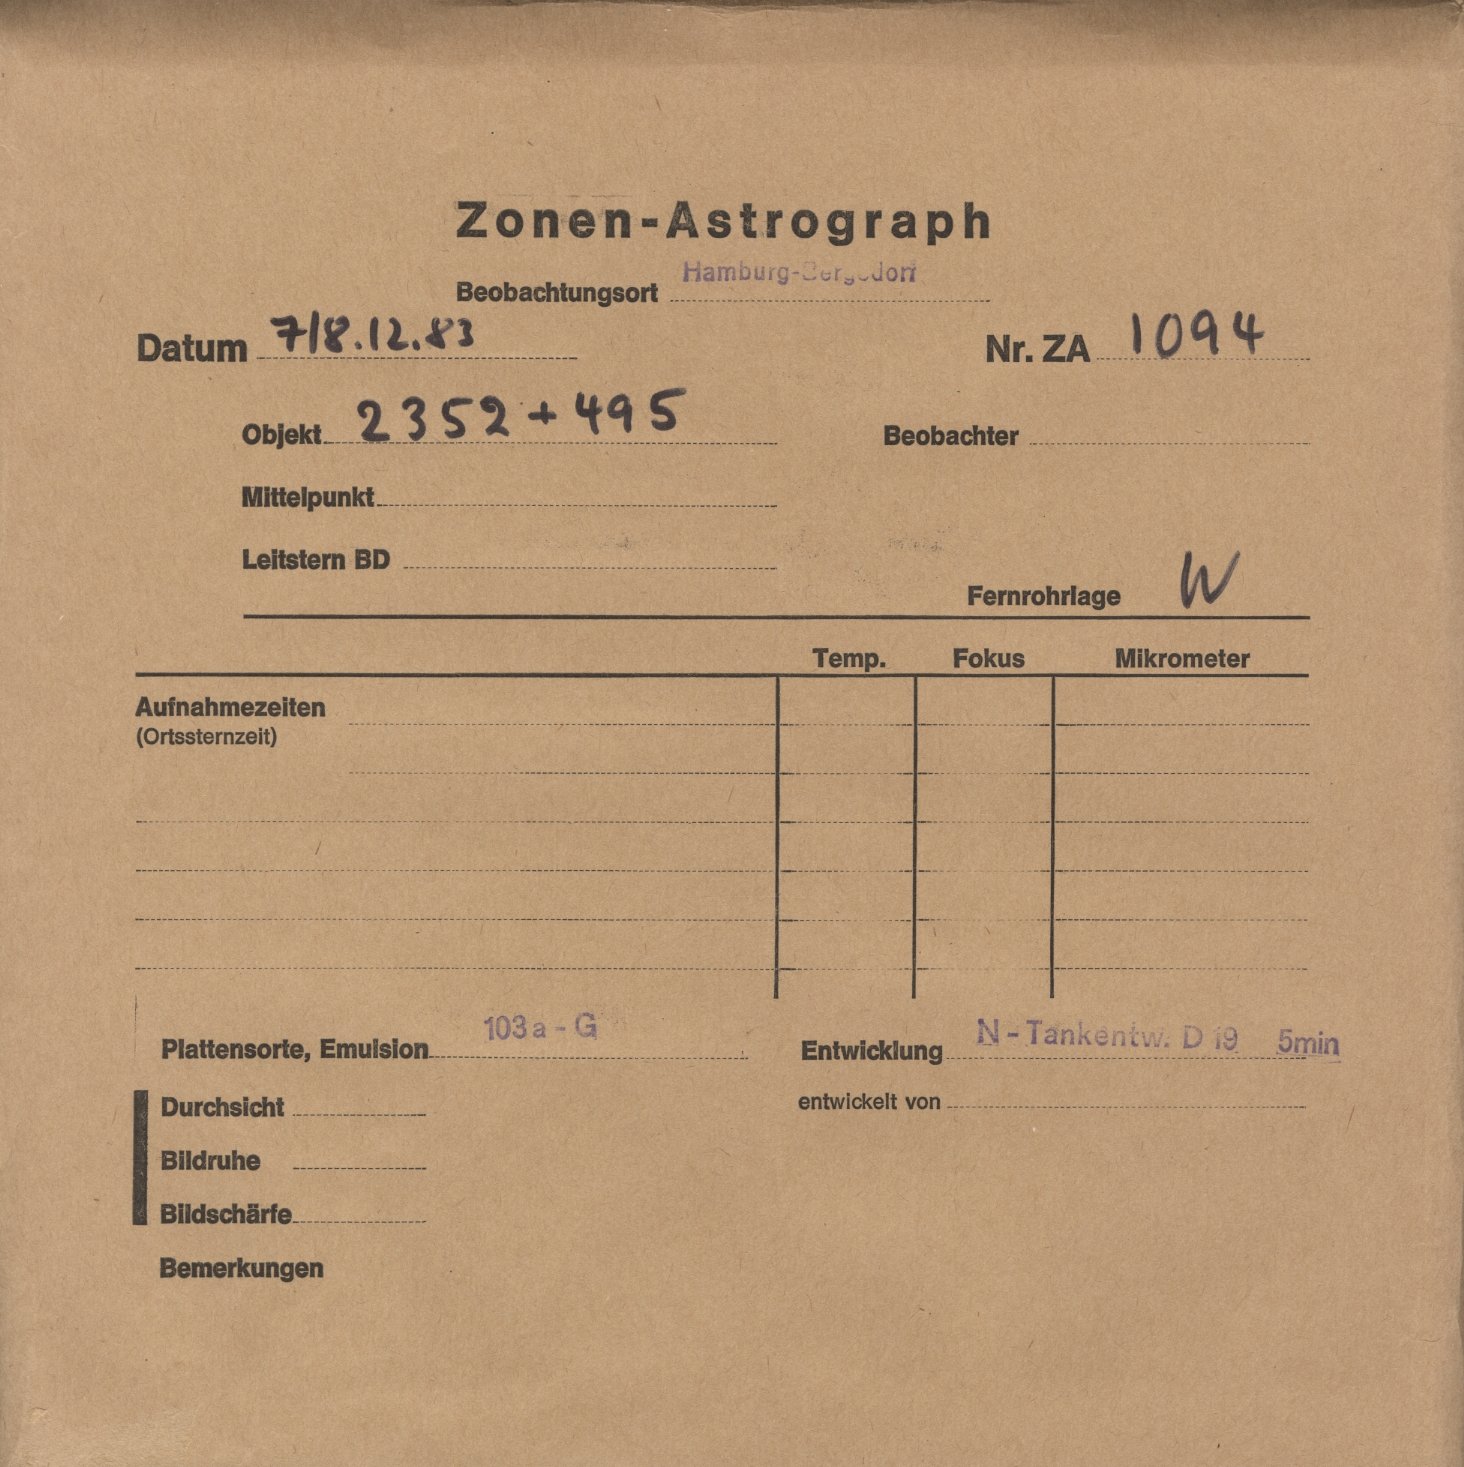 Zonen-Astrograph
Beobachtungsort Hamburg-Bergedorf
Datum 7/8.12.83 Nr. ZA 1094
Objekt 2352+495 Beobachter
Mittelpunkt
Leitstern BD
Fernrohrlage W
Temp. Fokus Mikrometer
Aufnahmezeiten
(Ortssternzeit)
Plattensorte, Emulsion 103a-G Entwicklung N-Tankentw. D 19 5min
Durchsicht entwickelt von
Bildruhe
Bildschärfe
Bemerkungen